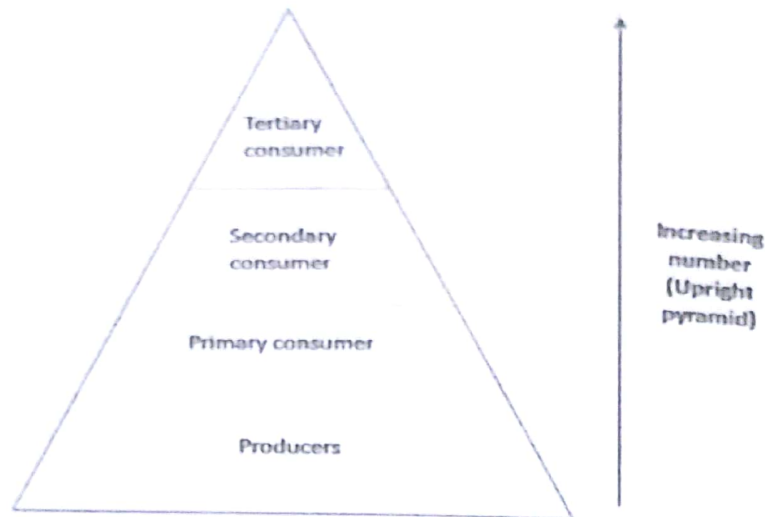 Tertiary
consumer
Secondary
consumer
Primary consumer
Producers
Increasing
number
(Upright
pyramid)